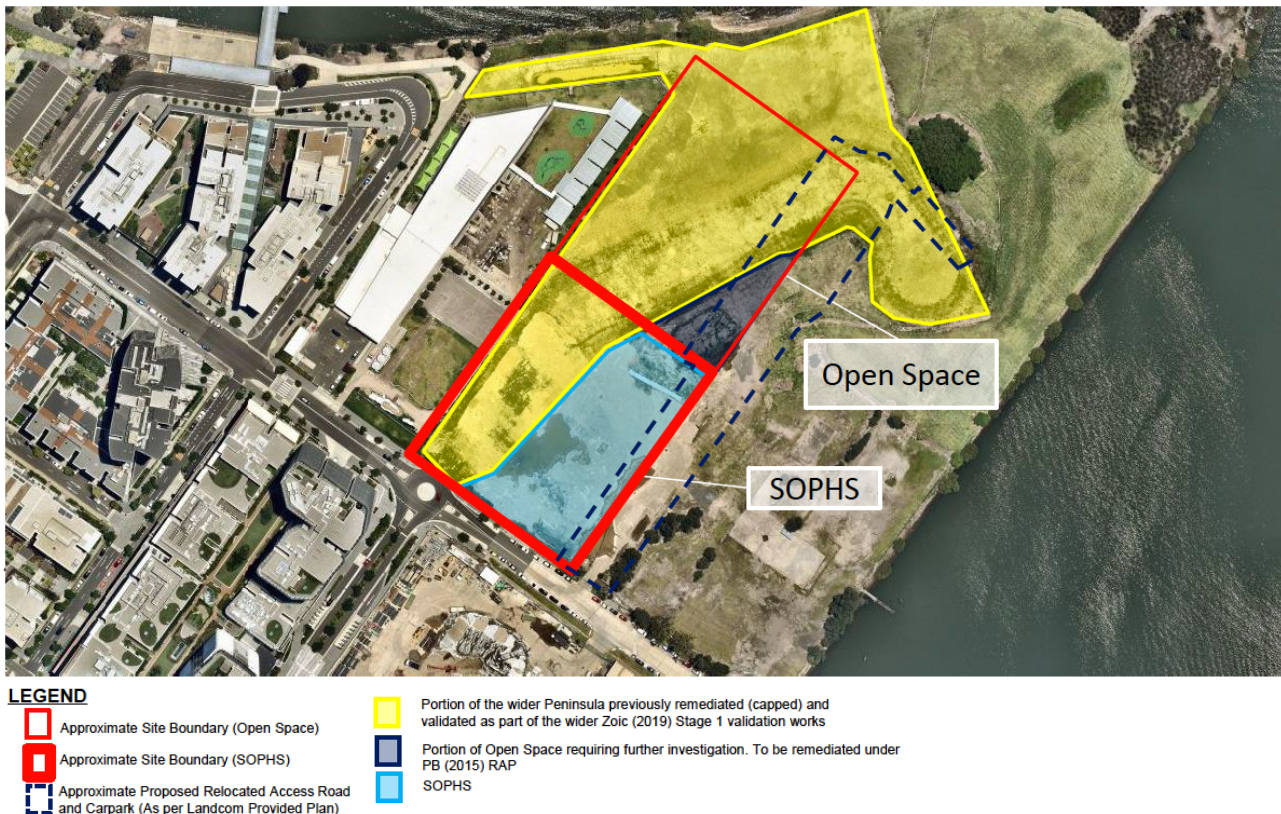 Open Space
SOPHS
LEGEND
Approximate Site Boundary (Open Space)
Approximate Site Boundary (SOPHS)
Approximate Proposed Relocated Access Road
and Carpark (As per Landcom Provided Plan)
Portion of the wider Peninsula previously remediated (capped) and
validated as part of the wider Zoic (2019) Stage 1 validation works
Portion of Open Space requiring further investigation. To be remediated under
PB (2015) RAP
SOPHS